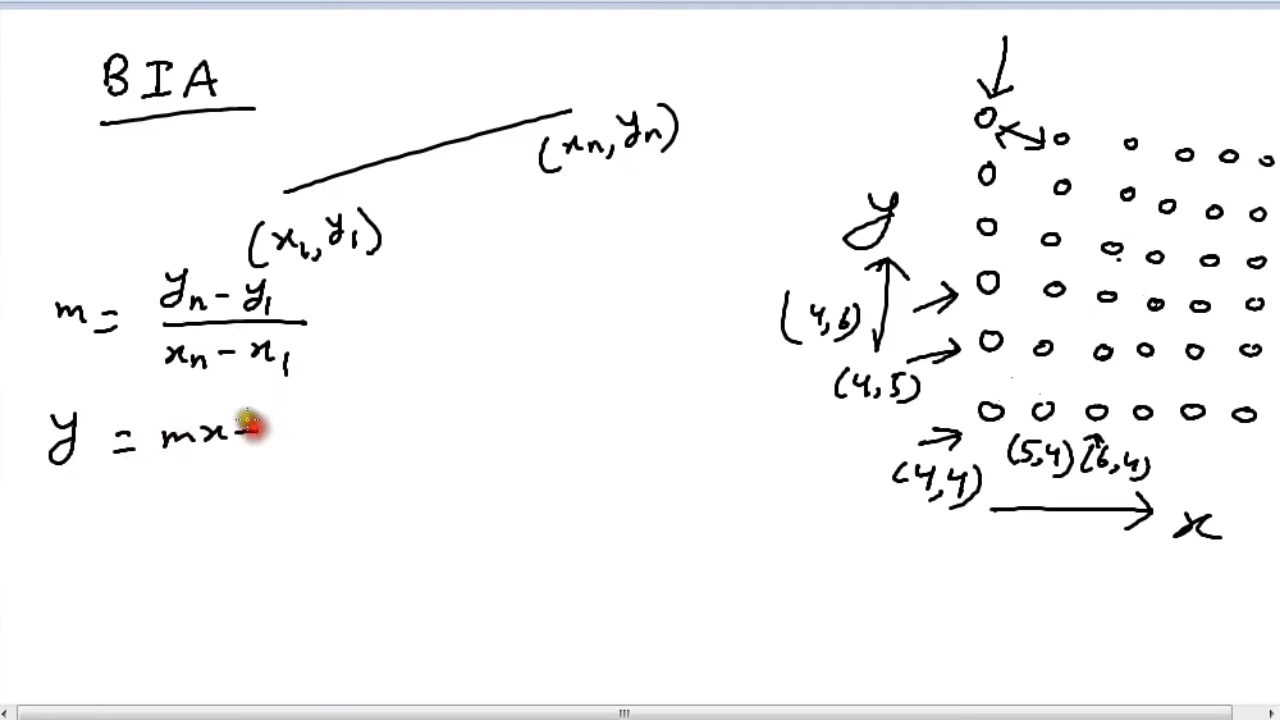 BIA
(xn, yn)
(x1, y1)
m = yn - y1
xn - x1
y = mx -
y
(4,6)
(4,5)
(4,4)
(5,4) (6,4)
x